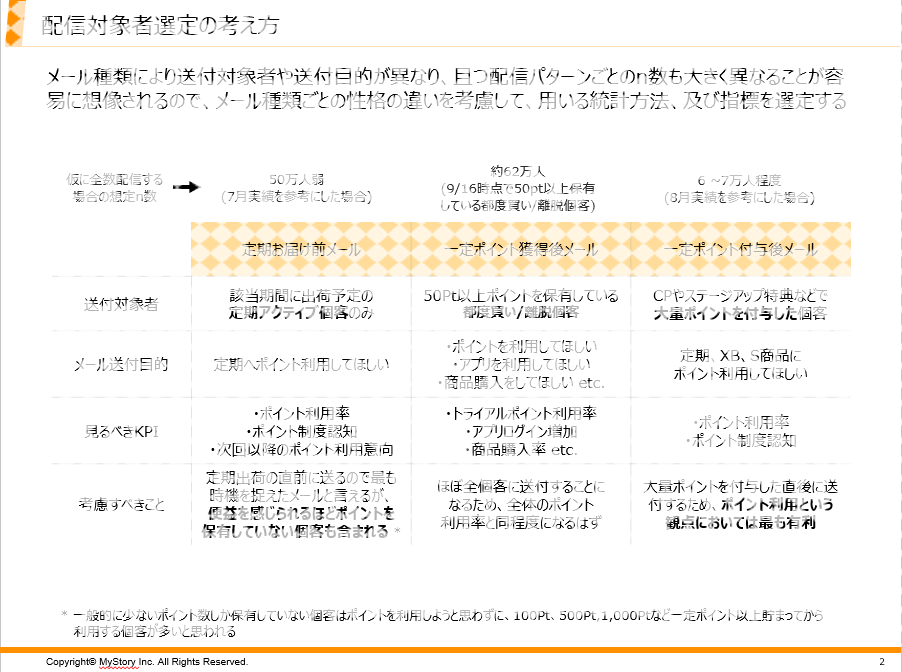 配信対象者選定の考え方
メール種類により送付対象者や送付目的が異なり、且つ配信パターンごとのn数も大きく異なることが容
易に想像されるので、メール種類ごとの性格の違いを考慮して、用いる統計方法、及び指標を選定する
仮に全数配信する
場合の想定n数
50万人弱
(7月実績を参考にした場合)
約62万人
(9/16時点で50pt以上保有
している都度買い/離脱個客)
6 ~7万人程度
(8月実績を参考にした場合)
定期お届け前メール
一定ポイント獲得後メール
一定ポイント付与後メール
送付対象者
該当期間に出荷予定の
定期アクティブ個客のみ
50Pt以上ポイントを保有している
都度買い/離脱個客
CPやステージアップ特典などで
大量ポイントを付与した個客
メール送付目的
定期へポイント利用してほしい
・ポイントを利用してほしい
・アプリを利用してほしい
・商品購入をしてほしい etc.
定期、XB、S商品に
ポイント利用してほしい
見るべきKPI
・ポイント利用率
・ポイント制度認知
・次回以降のポイント利用意向
・トライアルポイント利用率
・アプリログイン増加
・商品購入率 etc.
・ポイント利用率
・ポイント制度認知
考慮すべきこと
定期出荷の直前に送るので最も
時機を捉えたメールと言えるが、
便益を感じられるほどポイントを
保有していない個客も含まれる *
ほぼ全個客に送付することに
なるため、全体のポイント
利用率と同程度になるはず
大量ポイントを付与した直後に送
付するため、ポイント利用という
観点においては最も有利
* 一般的に少ないポイント数しか保有していない個客はポイントを利用しようと思わずに、100Pt、500Pt,1,000Ptなど一定ポイント以上貯まってから
利用する個客が多いと思われる
Copyright© MyStory Inc. All Rights Reserved.
2